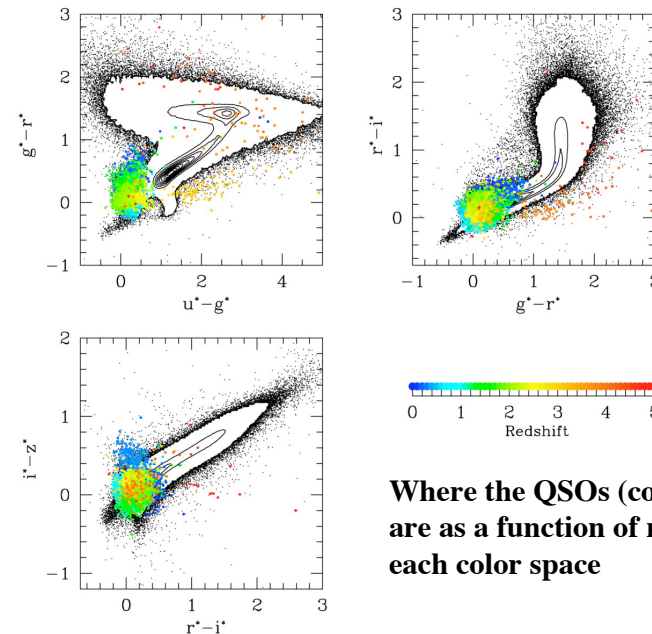 3
2
1
0
−1
g*−r*
0 2 4
u*−g*
3
2
1
0
r*−i*
−1 0 1 2 3
g*−r*
2
1
0
−1
i*−z*
0 1 2 3
r*−i*
0 1 2 3 4 5
Redshift
Where the QSOs (co
are as a function of r
each color space